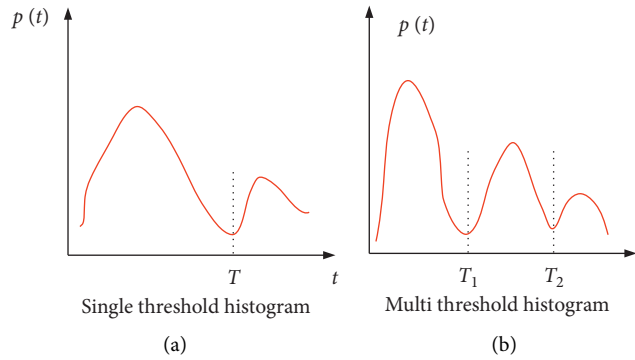 p (t)
T
t
Single threshold histogram
(a)
p (t)
T1
T2
Multi threshold histogram
(b)